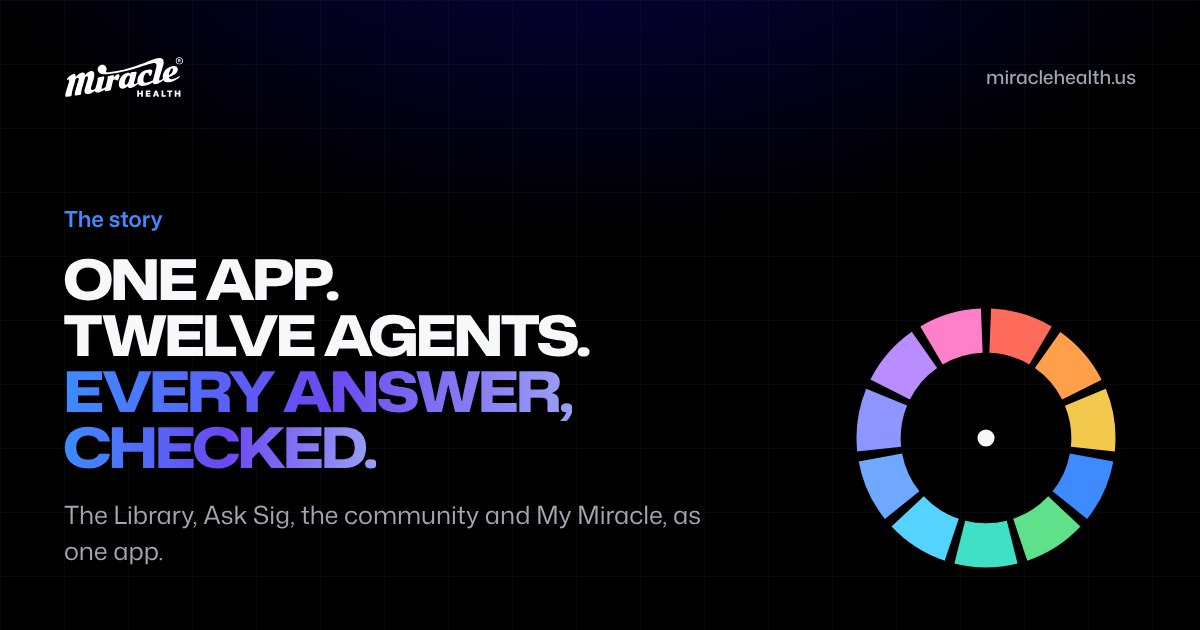 miracle®
HEALTH
miraclehealth.us
The story
ONE APP.
TWELVE AGENTS.
EVERY ANSWER,
CHECKED.
The Library, Ask Sig, the community and My Miracle, as
one app.